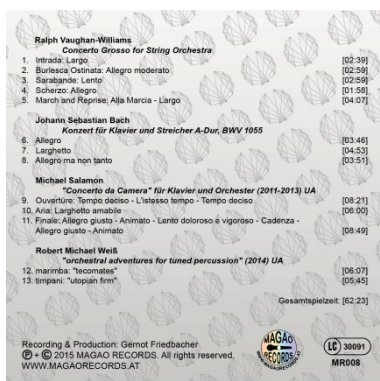 Ralph Vaughan-Williams
Concerto Grosso for String Orchestra
1. Intrada: Largo [02:39]
2. Burlesca Ostinata: Allegro moderato [02:59]
3. Sarabande: Lento [02:59]
4. Scherzo: Allegro [01:58]
5. March and Reprise: Alla Marcia - Largo [04:07]
Johann Sebastian Bach
Konzert für Klavier und Streicher A-Dur, BWV 1055
6. Allegro [03:46]
7. Larghetto [04:53]
8. Allegro ma non tanto [03:51]
Michael Salamon
"Concerto da Camera" für Klavier und Orchester (2011-2013) UA
9. Ouvertüre: Tempo deciso - L'istesso tempo - Tempo deciso [08:21]
10. Aria: Larghetto amabile [06:00]
11. Finale: Allegro giusto - Animato - Lento doloroso e vigoroso - Cadenza -
Allegro giusto - Animato [08:49]
Robert Michael Weiß
"orchestral adventures for tuned percussion" (2014) UA
12. marimba: "tecomates" [06:07]
13. timpani: "utopian firm" [05:45]
Gesamtspielzeit: [62:23]
Recording & Production: Gernot Friedbacher
℗ + © 2015 MAGAO RECORDS. All rights reserved.
WWW.MAGAORECORDS.AT
MAGAO
RECORDS
WWW.MAGAORECORDS.AT
LC 30091
MR008